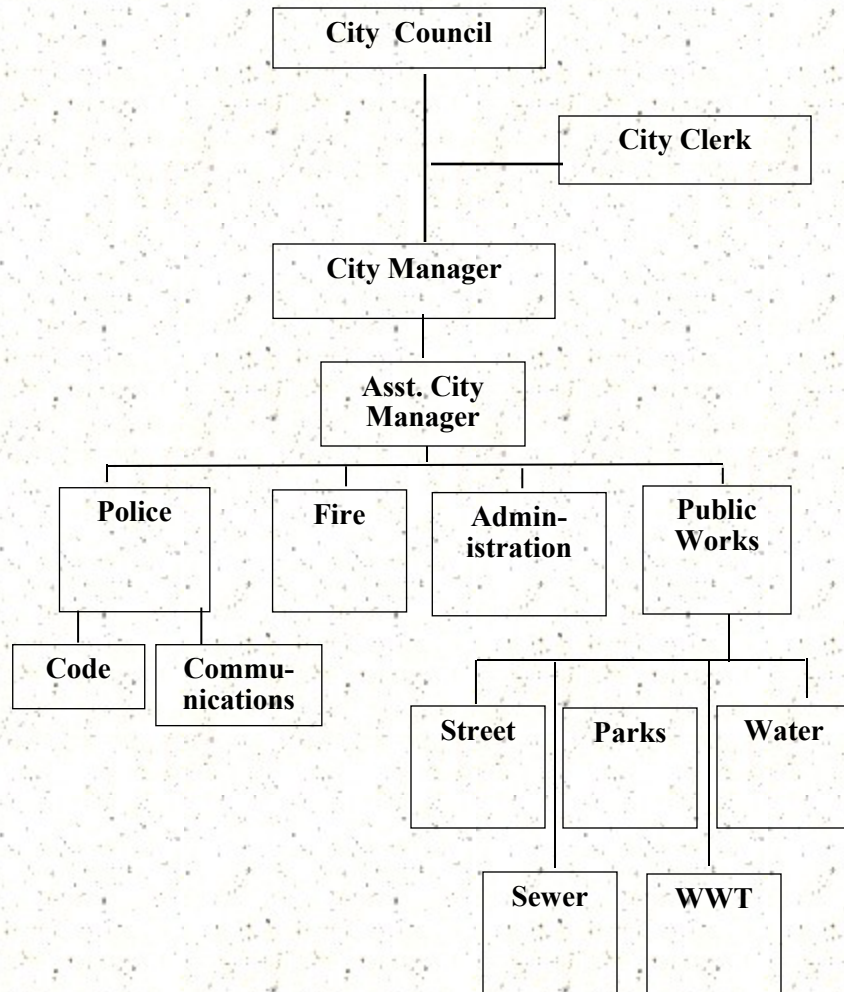 City Council
City Clerk
City Manager
Asst. City
Manager
Police
Fire
Admin-
istration
Public
Works
Code
Commu-
nications
Street
Parks
Water
Sewer
WWT